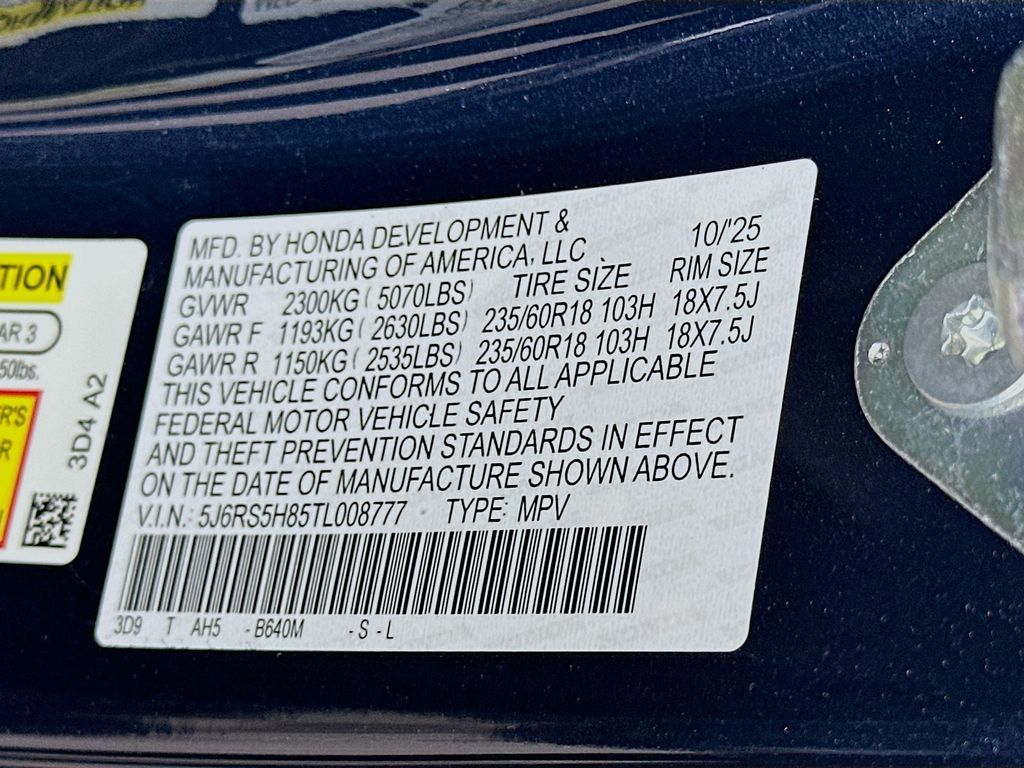 MFD. BY HONDA DEVELOPMENT &
MANUFACTURING OF AMERICA, LLC 10/'25
GVWR 2300KG ( 5070LBS) TIRE SIZE RIM SIZE
GAWR F 1193KG ( 2630LBS) 235/60R18 103H 18X7.5J
GAWR R 1150KG ( 2535LBS) 235/60R18 103H 18X7.5J
THIS VEHICLE CONFORMS TO ALL APPLICABLE
FEDERAL MOTOR VEHICLE SAFETY
AND THEFT PREVENTION STANDARDS IN EFFECT
ON THE DATE OF MANUFACTURE SHOWN ABOVE.
V.I.N.: 5J6RS5H85TL008777 TYPE: MPV
3D9 T AH5 -B640M -S -L
TION
AR 3
50lbs.
R'S
R
3D4 A2